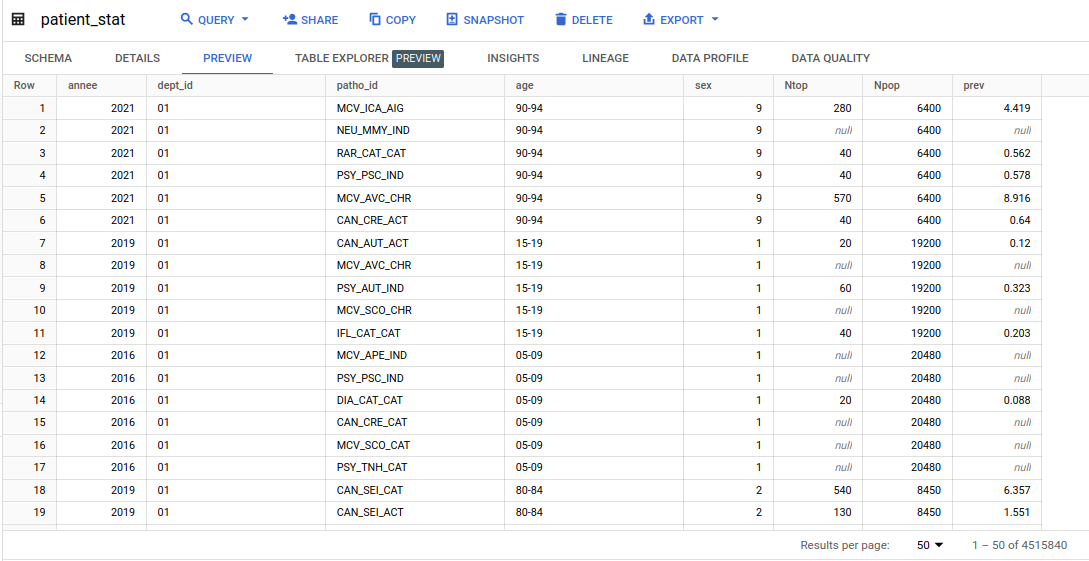 patient_stat QUERY SHARE COPY SNAPSHOT DELETE EXPORT
SCHEMA DETAILS PREVIEW TABLE EXPLORER PREVIEW INSIGHTS LINEAGE DATA PROFILE DATA QUALITY
Row annee dept_id patho_id age sex Ntop Npop prev
1 2021 01 MCV_ICA_AIG 90-94 9 280 6400 4.419
2 2021 01 NEU_MMY_IND 90-94 9 null 6400 null
3 2021 01 RAR_CAT_CAT 90-94 9 40 6400 0.562
4 2021 01 PSY_PSC_IND 90-94 9 40 6400 0.578
5 2021 01 MCV_AVC_CHR 90-94 9 570 6400 8.916
6 2021 01 CAN_CRE_ACT 90-94 9 40 6400 0.64
7 2019 01 CAN_AUT_ACT 15-19 1 20 19200 0.12
8 2019 01 MCV_AVC_CHR 15-19 1 null 19200 null
9 2019 01 PSY_AUT_IND 15-19 1 60 19200 0.323
10 2019 01 MCV_SCO_CHR 15-19 1 null 19200 null
11 2019 01 IFL_CAT_CAT 15-19 1 40 19200 0.203
12 2016 01 MCV_APE_IND 05-09 1 null 20480 null
13 2016 01 PSY_PSC_IND 05-09 1 null 20480 null
14 2016 01 DIA_CAT_CAT 05-09 1 20 20480 0.088
15 2016 01 CAN_CRE_CAT 05-09 1 null 20480 null
16 2016 01 MCV_SCO_CAT 05-09 1 null 20480 null
17 2016 01 PSY_TNH_CAT 05-09 1 null 20480 null
18 2019 01 CAN_SEI_CAT 80-84 2 540 8450 6.357
19 2019 01 CAN_SEI_ACT 80-84 2 130 8450 1.551
Results per page: 50 1 – 50 of 4515840